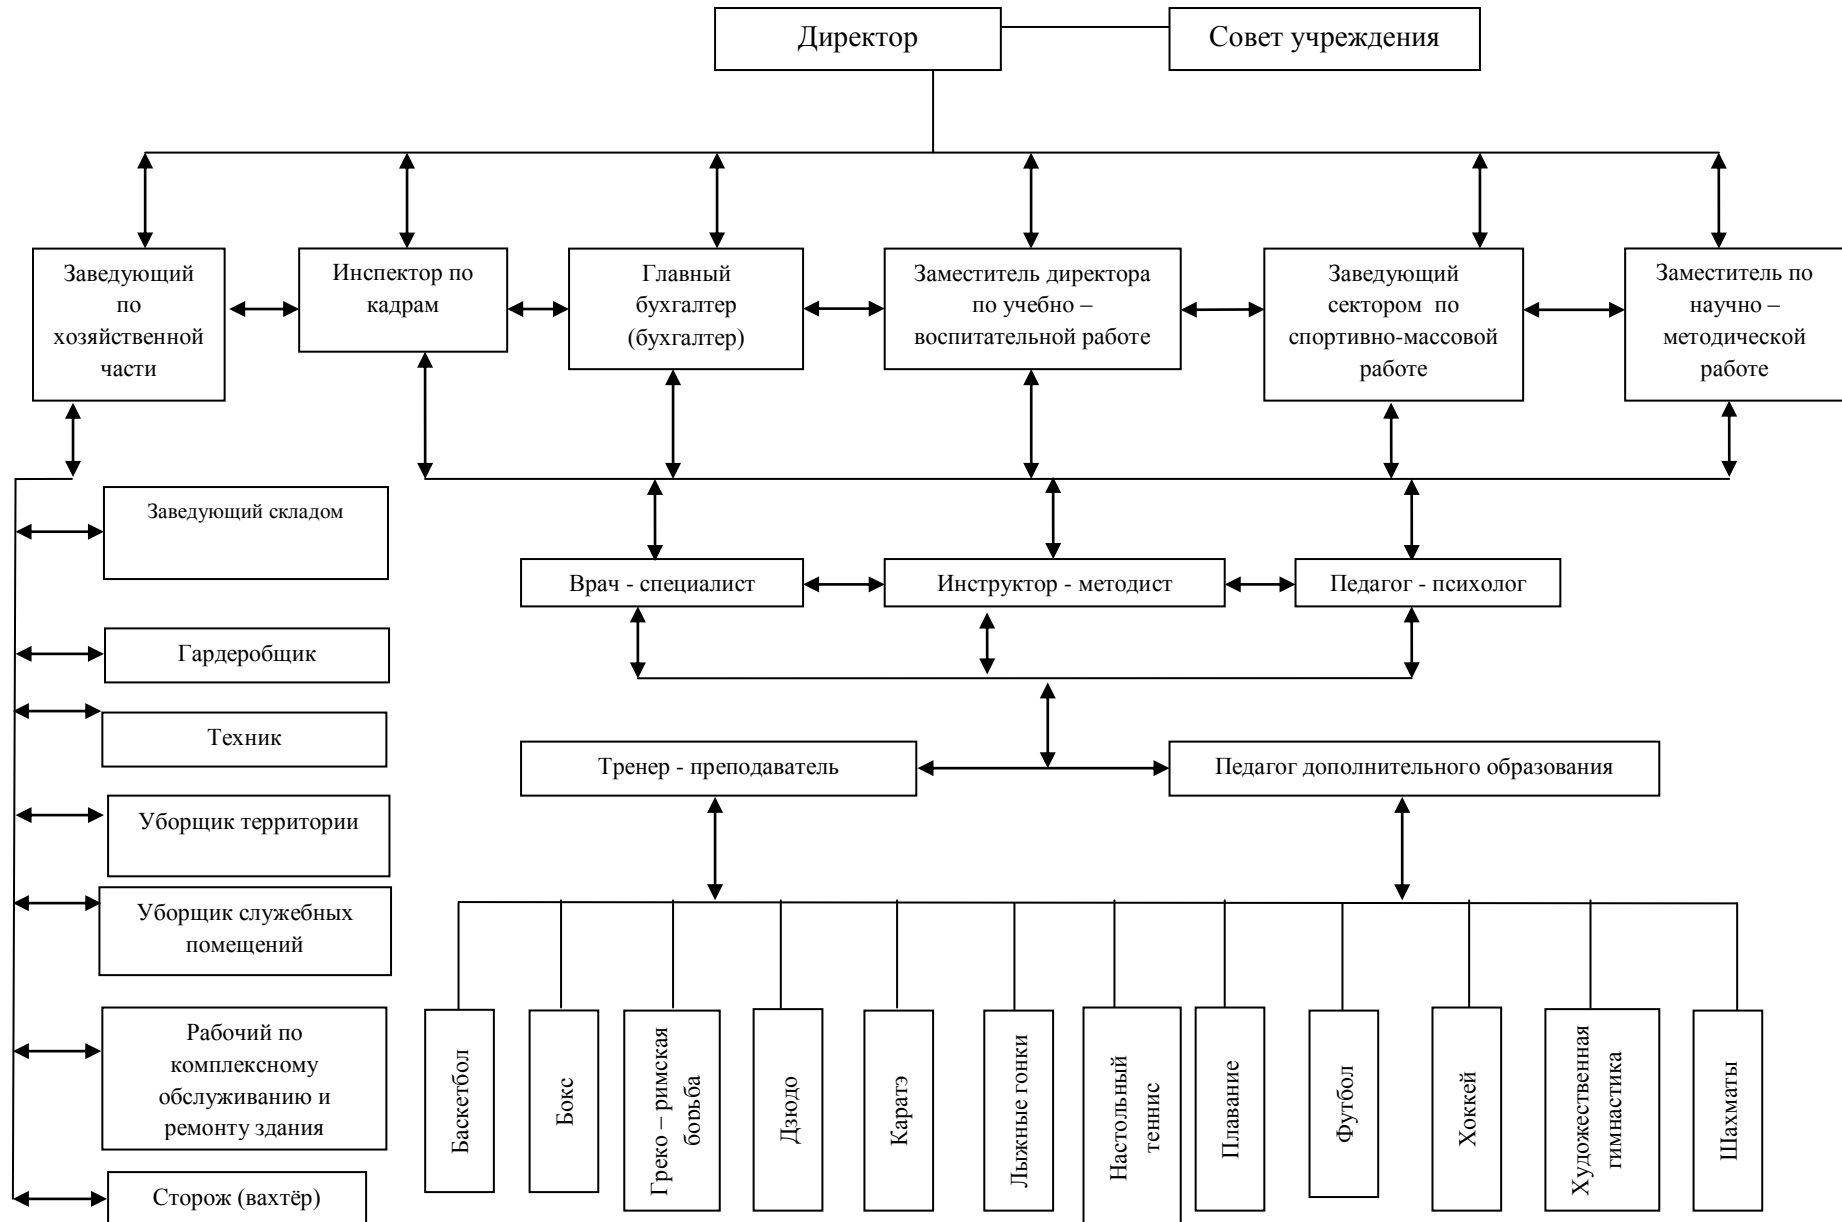 Директор
Совет учреждения
Заведующий
по
хозяйственной
части
Инспектор по
кадрам
Главный
бухгалтер
(бухгалтер)
Заместитель директора
по учебно –
воспитательной работе
Заведующий
сектором по
спортивно-массовой
работе
Заместитель по
научно –
методической
работе
Заведующий складом
Гардеробщик
Техник
Уборщик территории
Уборщик служебных
помещений
Рабочий по
комплексному
обслуживанию и
ремонту здания
Сторож (вахтёр)
Врач - специалист
Инструктор - методист
Педагог - психолог
Тренер - преподаватель
Педагог дополнительного образования
Баскетбол
Бокс
Греко – римская
борьба
Дзюдо
Каратэ
Лыжные гонки
Настольный
теннис
Плавание
Футбол
Хоккей
Художественная
гимнастика
Шахматы